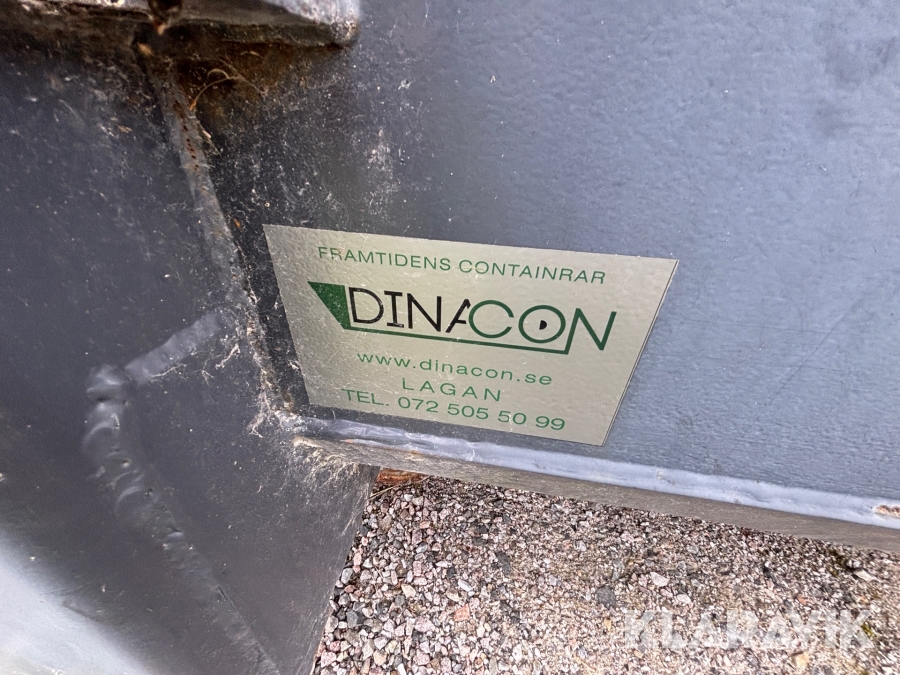 FRAMTIDENS CONTAINRAR
DINACON
www.dinacon.se
LAGAN
TEL. 072 505 50 99
KLARAVIK